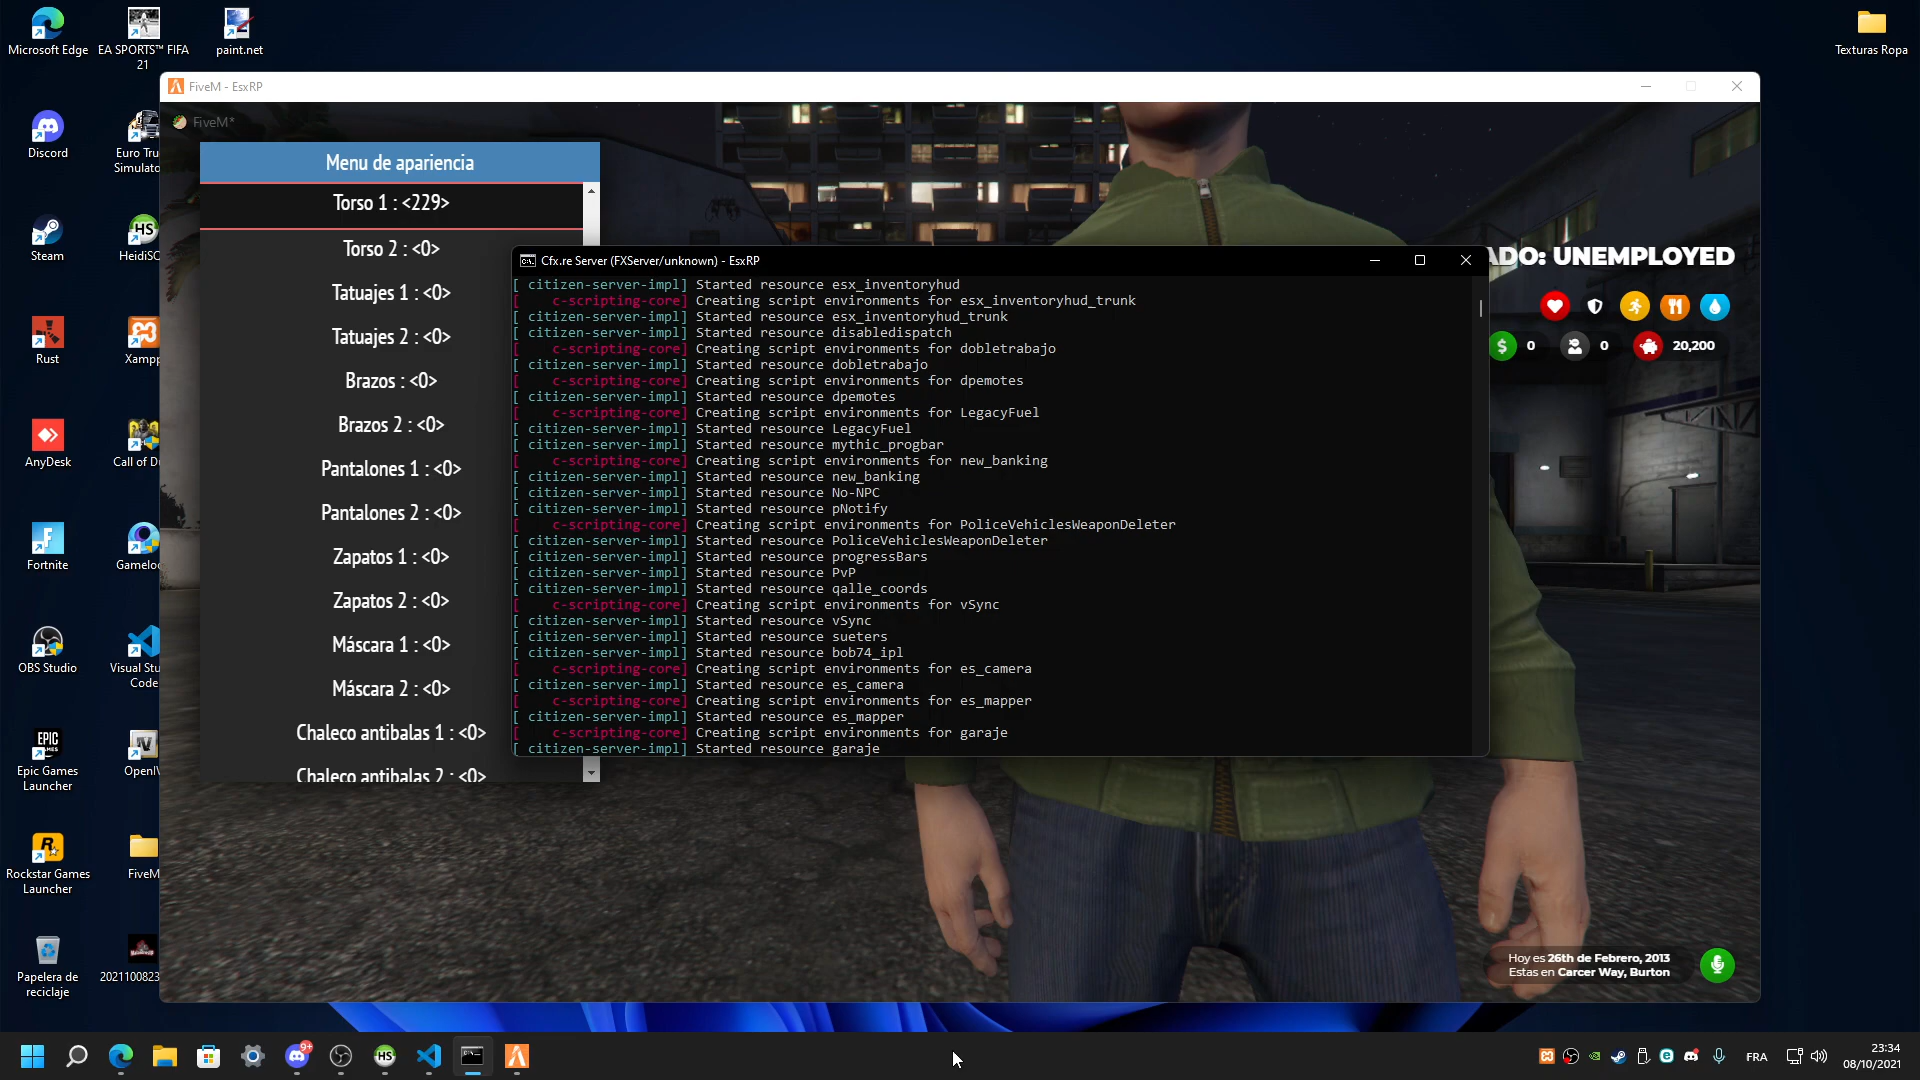 Microsoft Edge
EA SPORTS™ FIFA
21
paint.net
Texturas Ropa
Discord
Euro Tru
Simulato
Steam
HeidiSQ
Rust
Xampp
AnyDesk
Call of Du
Fortnite
Gameloo
OBS Studio
Visual Stu
Code
Epic Games
Launcher
OpenIV
Rockstar Games
Launcher
FiveM
Papelera de
reciclaje
2021100823
FiveM - EsxRP
FiveM*
Menu de apariencia
Torso 1 : <229>
Torso 2 : <0>
Tatuajes 1 : <0>
Tatuajes 2 : <0>
Brazos : <0>
Brazos 2 : <0>
Pantalones 1 : <0>
Pantalones 2 : <0>
Zapatos 1 : <0>
Zapatos 2 : <0>
Máscara 1 : <0>
Máscara 2 : <0>
Chaleco antibalas 1 : <0>
Chaleco antibalas 2 : <0>
Cfx.re Server (FXServer/unknown) - EsxRP
[ citizen-server-impl] Started resource esx_inventoryhud
[    c-scripting-core] Creating script environments for esx_inventoryhud_trunk
[ citizen-server-impl] Started resource esx_inventoryhud_trunk
[ citizen-server-impl] Started resource disabledispatch
[    c-scripting-core] Creating script environments for dobletrabajo
[ citizen-server-impl] Started resource dobletrabajo
[    c-scripting-core] Creating script environments for dpemotes
[ citizen-server-impl] Started resource dpemotes
[    c-scripting-core] Creating script environments for LegacyFuel
[ citizen-server-impl] Started resource LegacyFuel
[ citizen-server-impl] Started resource mythic_progbar
[    c-scripting-core] Creating script environments for new_banking
[ citizen-server-impl] Started resource new_banking
[ citizen-server-impl] Started resource No-NPC
[ citizen-server-impl] Started resource pNotify
[    c-scripting-core] Creating script environments for PoliceVehiclesWeaponDeleter
[ citizen-server-impl] Started resource PoliceVehiclesWeaponDeleter
[ citizen-server-impl] Started resource progressBars
[ citizen-server-impl] Started resource PvP
[ citizen-server-impl] Started resource qalle_coords
[    c-scripting-core] Creating script environments for vSync
[ citizen-server-impl] Started resource vSync
[ citizen-server-impl] Started resource sueters
[ citizen-server-impl] Started resource bob74_ipl
[    c-scripting-core] Creating script environments for es_camera
[ citizen-server-impl] Started resource es_camera
[    c-scripting-core] Creating script environments for es_mapper
[ citizen-server-impl] Started resource es_mapper
[    c-scripting-core] Creating script environments for garaje
[ citizen-server-impl] Started resource garaje
ADO: UNEMPLOYED
0
0
20,200
Hoy es 26th de Febrero, 2013
Estas en Carcer Way, Burton
9+
HS
FRA
23:34
08/10/2021